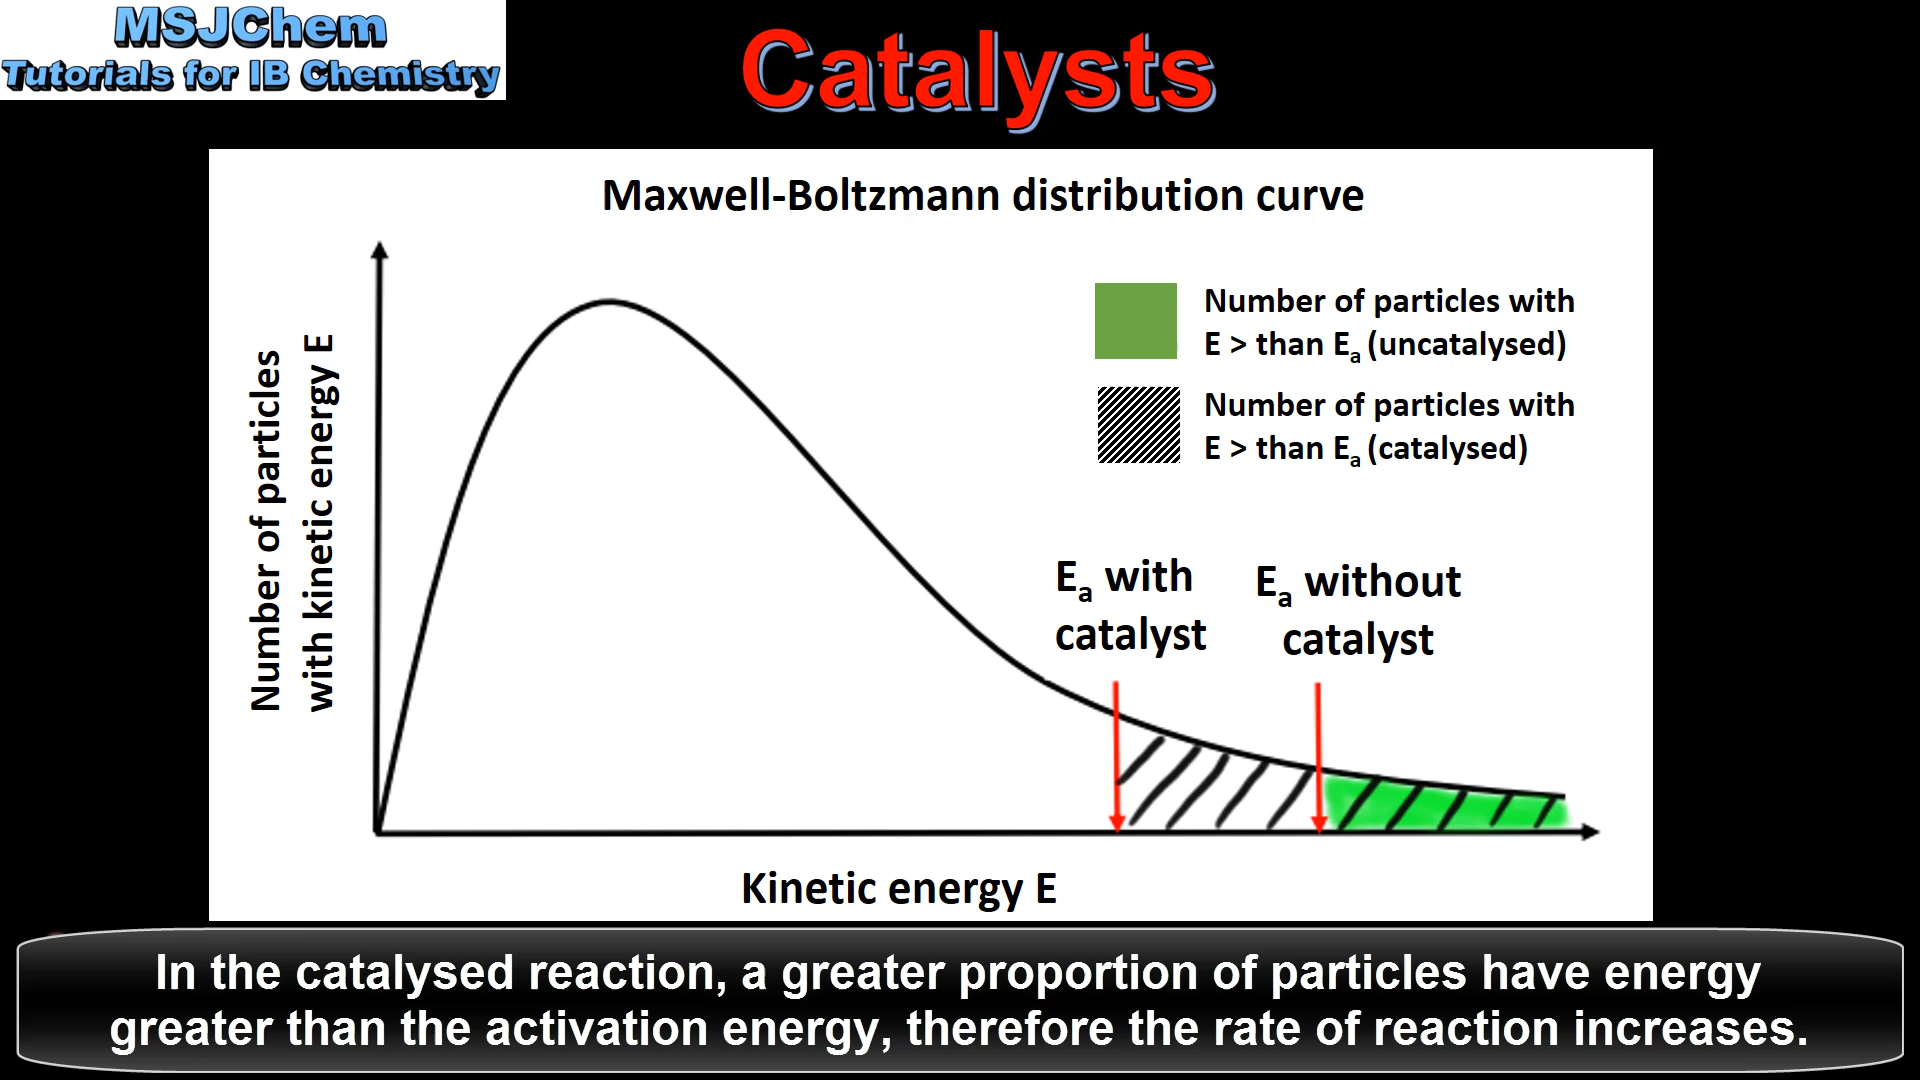 MSJChem
Tutorials for IB Chemistry
Catalysts
Maxwell-Boltzmann distribution curve
Number of particles
with kinetic energy E
Number of particles with
E > than Ea (uncatalysed)
Number of particles with
E > than Ea (catalysed)
Ea with
catalyst
Ea without
catalyst
Kinetic energy E
In the catalysed reaction, a greater proportion of particles have energy
greater than the activation energy, therefore the rate of reaction increases.